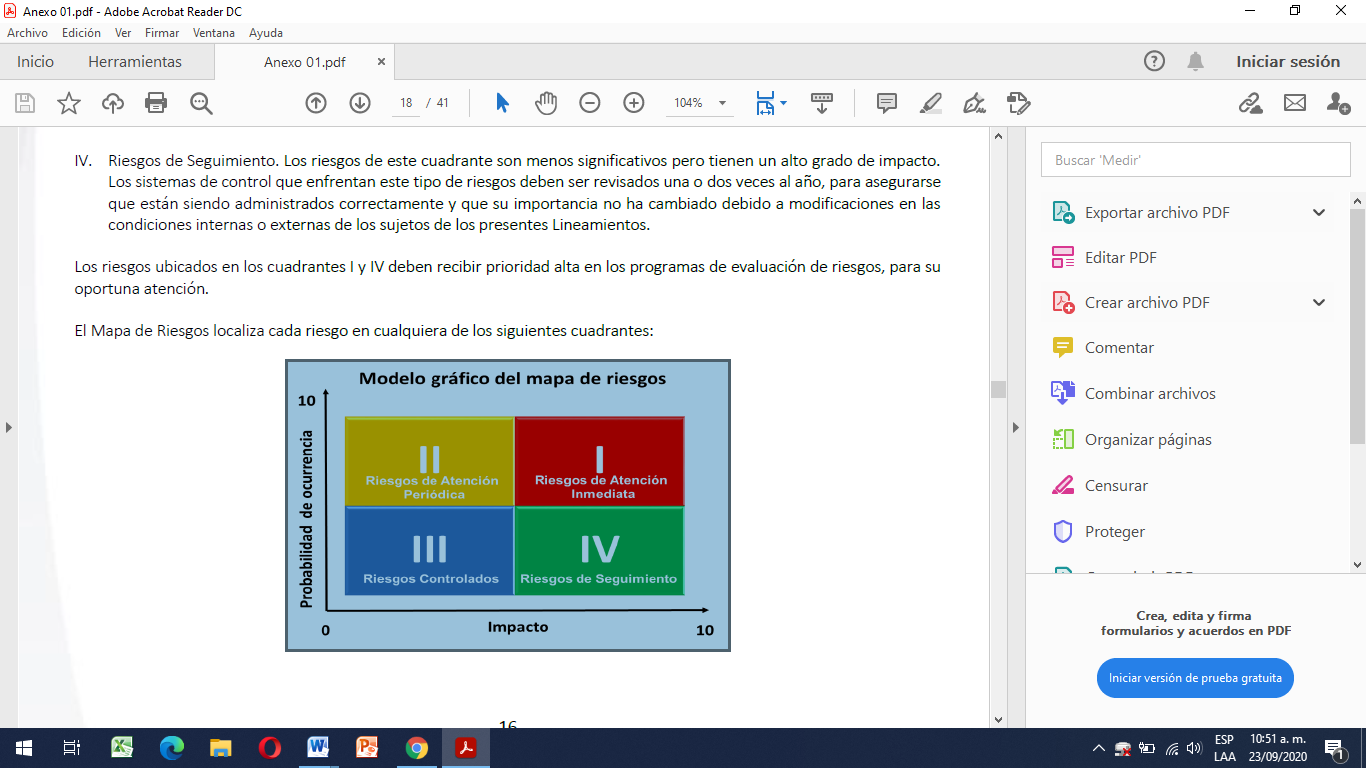 Anexo 01.pdf - Adobe Acrobat Reader DC
Archivo Edición Ver Firmar Ventana Ayuda
Inicio Herramientas Anexo 01.pdf × Iniciar sesión
18 / 41 104%
IV. Riesgos de Seguimiento. Los riesgos de este cuadrante son menos significativos pero tienen un alto grado de impacto.
Los sistemas de control que enfrentan este tipo de riesgos deben ser revisados una o dos veces al año, para asegurarse
que están siendo administrados correctamente y que su importancia no ha cambiado debido a modificaciones en las
condiciones internas o externas de los sujetos de los presentes Lineamientos.
Los riesgos ubicados en los cuadrantes I y IV deben recibir prioridad alta en los programas de evaluación de riesgos, para su
oportuna atención.
El Mapa de Riesgos localiza cada riesgo en cualquiera de los siguientes cuadrantes:
Modelo gráfico del mapa de riesgos
10
Probabilidad de ocurrencia
II
Riesgos de Atención
Periódica
I
Riesgos de Atención
Inmediata
III
Riesgos Controlados
IV
Riesgos de Seguimiento
0 Impacto 10
16
Buscar 'Medir'
Exportar archivo PDF
Editar PDF
Crear archivo PDF
Comentar
Combinar archivos
Organizar páginas
Censurar
Proteger
Crea, edita y firma
formularios y acuerdos en PDF
Iniciar versión de prueba gratuita
ESP
LAA
10:51 a. m.
23/09/2020
1